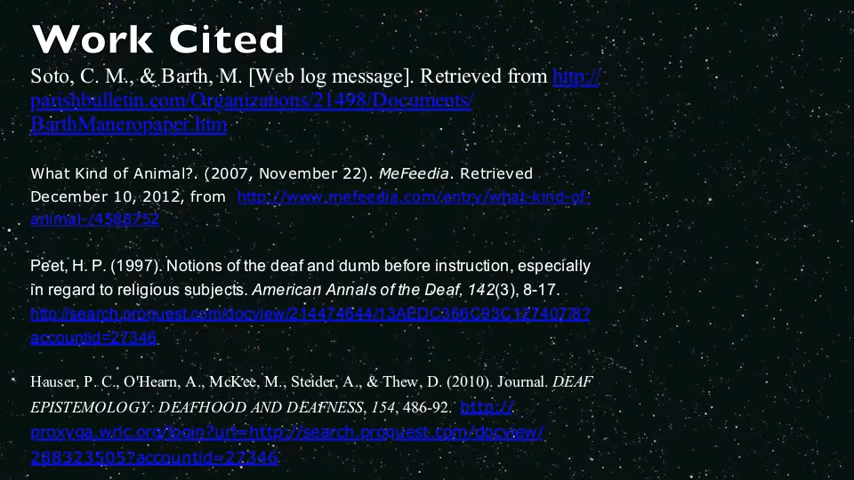 Work Cited
Soto, C. M., & Barth, M. [Web log message]. Retrieved from http://
parishbulletin.com/Organizations/21498/Documents/
BarthManeropaper.htm
What Kind of Animal?. (2007, November 22). MeFeedia. Retrieved
December 10, 2012, from http://www.mefeedia.com/entry/what-kind-of-
animal-/4588752
Peet, H. P. (1997). Notions of the deaf and dumb before instruction, especially
in regard to religious subjects. American Annals of the Deaf, 142(3), 8-17.
http://search.proquest.com/docview/214474644/13AEDC366C93C1274078?
accountid=27346
Hauser, P. C., O'Hearn, A., McKee, M., Steider, A., & Thew, D. (2010). Journal. DEAF
EPISTEMOLOGY: DEAFHOOD AND DEAFNESS, 154, 486-92. http://
proxyga.wrlc.org/login?url=http://search.proquest.com/docview/
288323505?accountid=27346